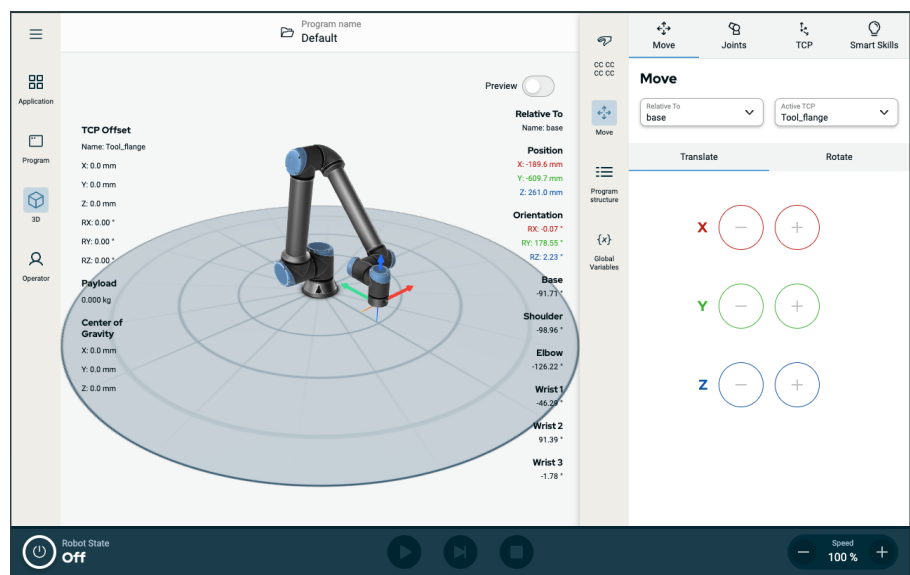 Program name
Default
Application
Program
3D
Operator
Preview
TCP Offset
Name: Tool_flange
X: 0.0 mm
Y: 0.0 mm
Z: 0.0 mm
RX: 0.00 °
RY: 0.00 °
RZ: 0.00 °
Payload
0.000 kg
Center of
Gravity
X: 0.0 mm
Y: 0.0 mm
Z: 0.0 mm
Relative To
Name: base
Position
X: -189.6 mm
Y: -609.7 mm
Z: 261.0 mm
Orientation
RX: -0.07 °
RY: 178.55 °
RZ: 2.23 °
Base
-91.71 °
Shoulder
-98.96 °
Elbow
-126.22 °
Wrist 1
-46.29 °
Wrist 2
91.39 °
Wrist 3
-1.78 °
CC CC
CC CC
Move
Program
structure
{x}
Global
Variables
Move
Joints
TCP
Smart Skills
Move
Relative To
base
Active TCP
Tool_flange
Translate
Rotate
X
Y
Z
Robot State
Off
Speed
100 %